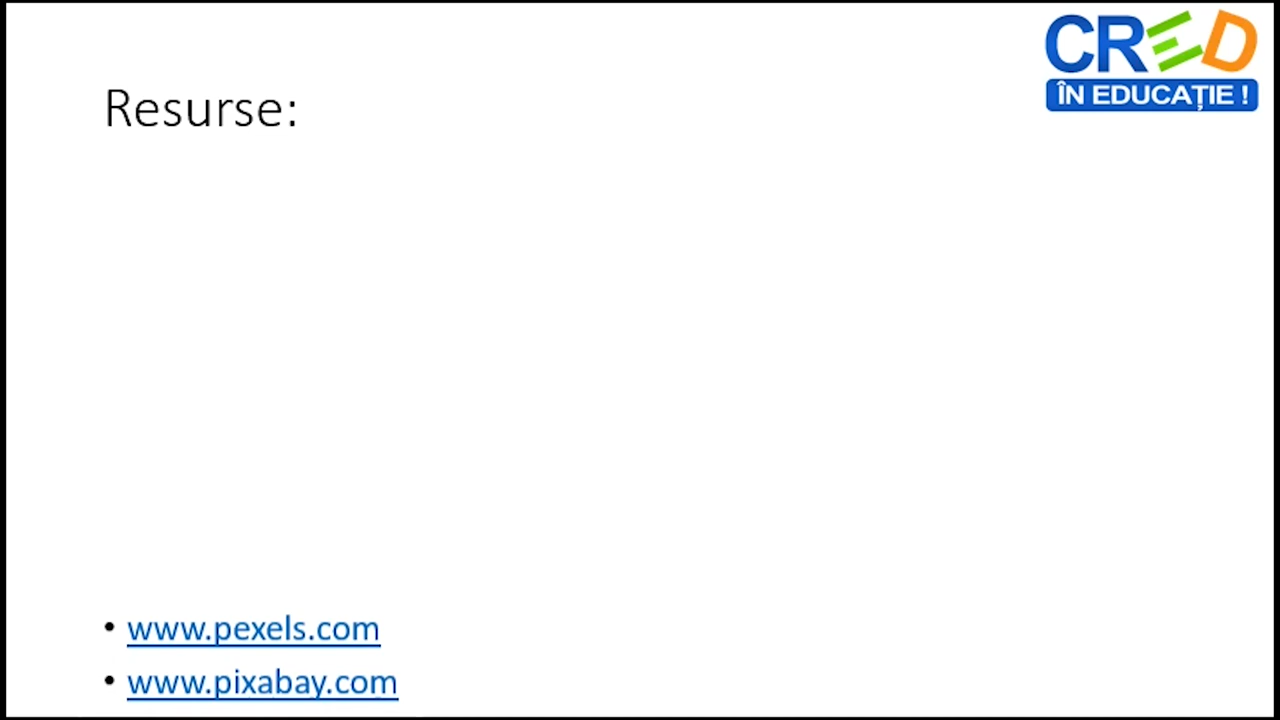 CRED
ÎN EDUCAȚIE !
Resurse:
• www.pexels.com
• www.pixabay.com